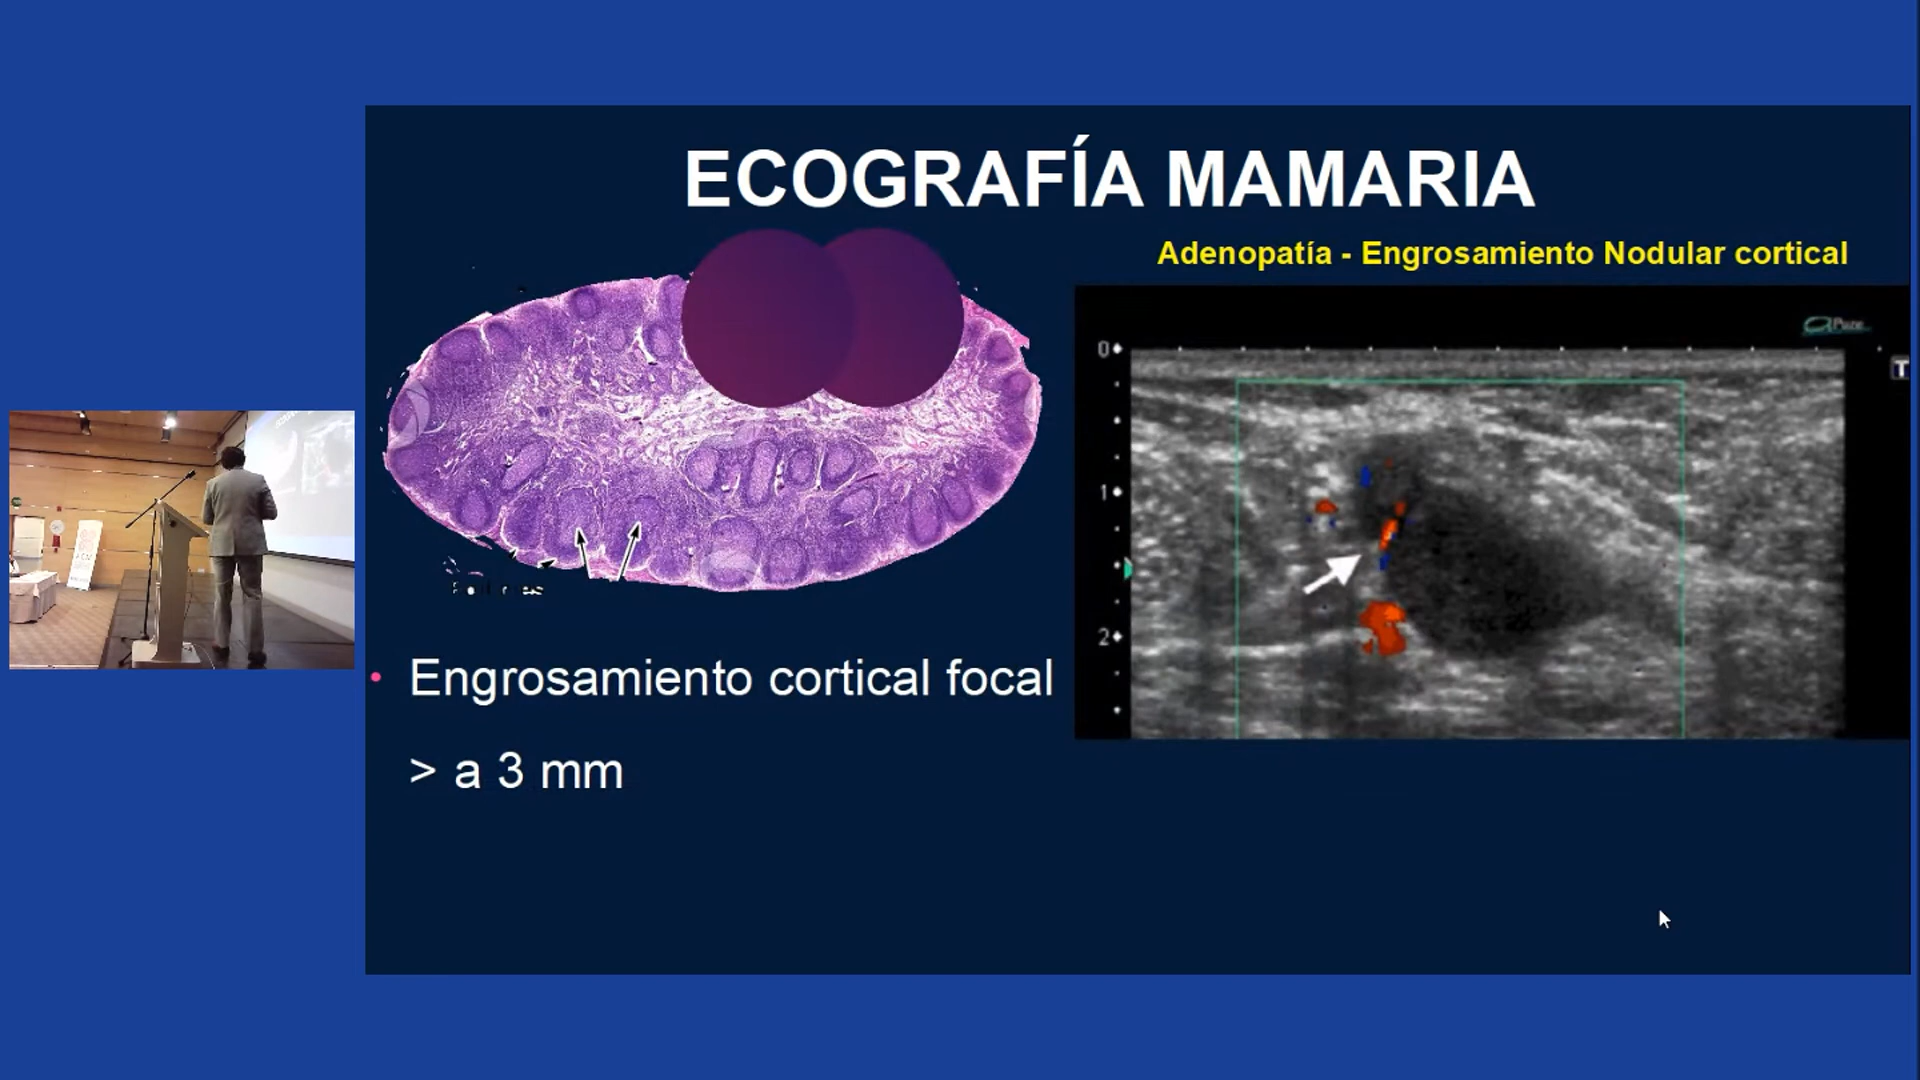 ECOGRAFÍA MAMARIA
Adenopatía - Engrosamiento Nodular cortical
0
1
2
T
• Engrosamiento cortical focal
> a 3 mm